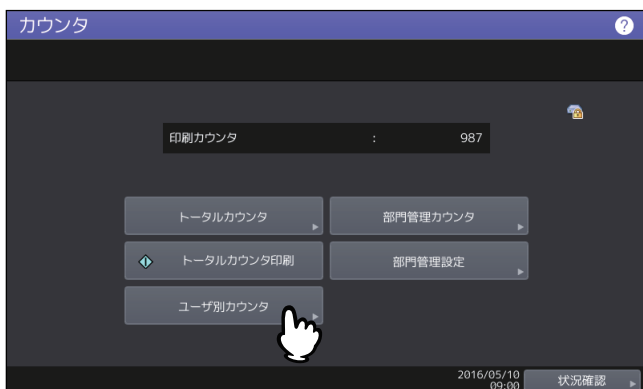 カウンタ
?
印刷カウンタ : 987
トータルカウンタ 部門管理カウンタ
トータルカウンタ印刷 部門管理設定
ユーザ別カウンタ
2016/05/10
09:00 状況確認